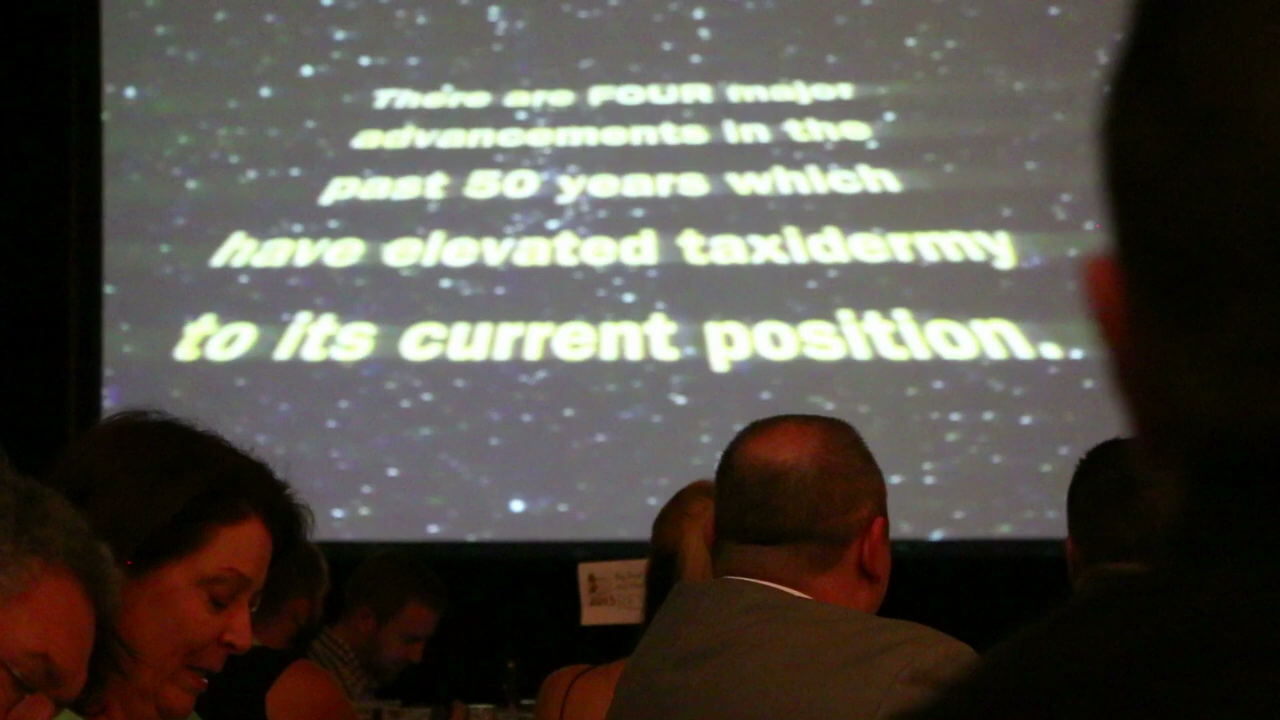 There are FOUR major
advancements in the
past 50 years which
have elevated taxidermy
to its current position.